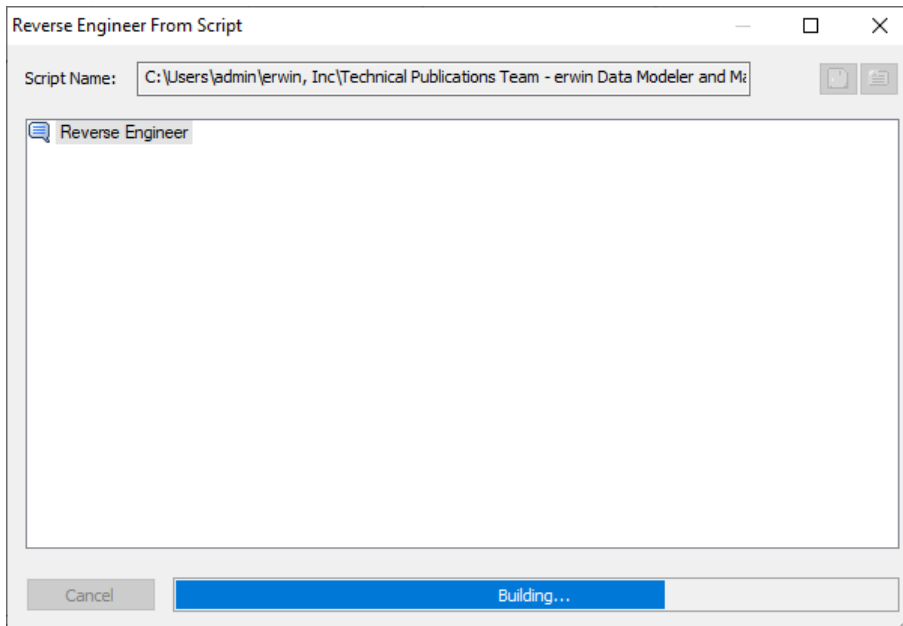 Reverse Engineer From Script
Script Name: C:\Users\admin\erwin, Inc\Technical Publications Team - erwin Data Modeler and Ma
Reverse Engineer
Cancel Building...